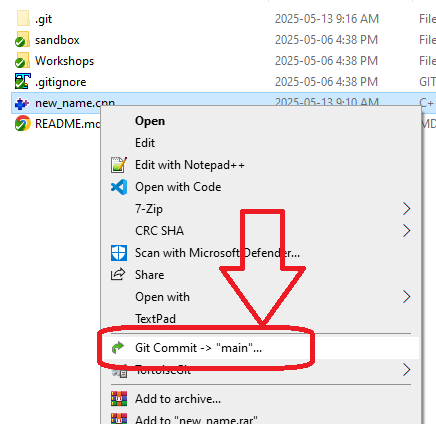 .git 2025-05-13 9:16 AM File
sandbox 2025-05-06 4:38 PM File
Workshops 2025-05-06 4:38 PM File
.gitignore 2025-05-06 4:38 PM GIT
new_name.cpp 2025-05-13 9:10 AM C+
README.md MD
Open
Edit
Edit with Notepad++
Open with Code
7-Zip
CRC SHA
Scan with Microsoft Defender...
Share
Open with
TextPad
Git Commit -> "main"...
TortoiseGit
Add to archive...
Add to "new_name.rar"